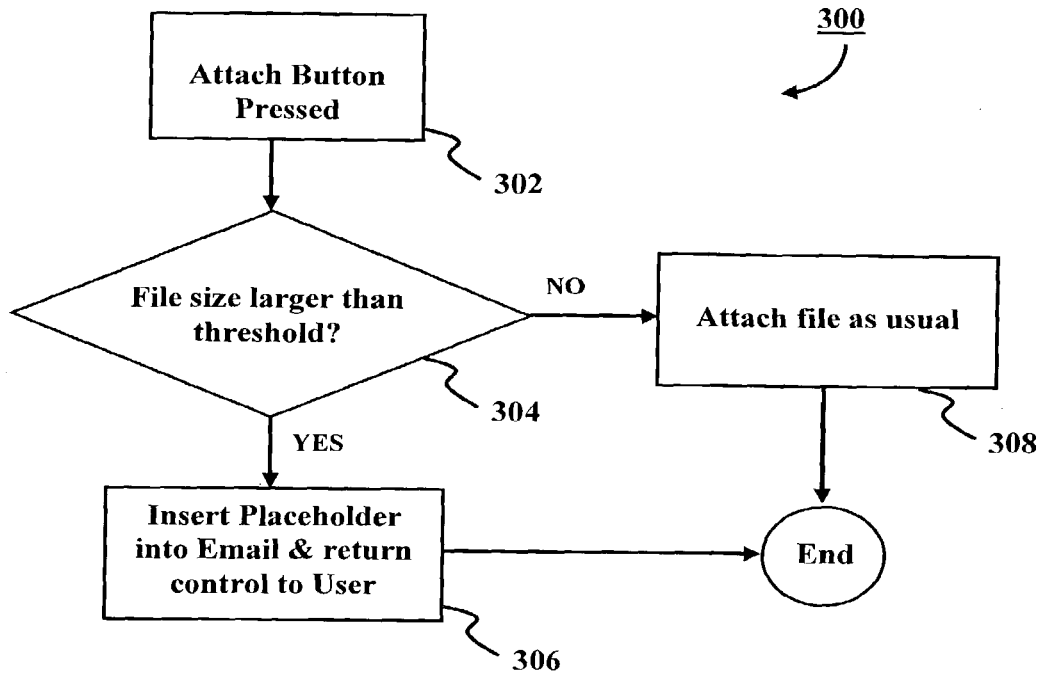 300
Attach Button
Pressed
302
File size larger than
threshold?
NO
Attach file as usual
304
308
YES
Insert Placeholder
into Email & return
control to User
End
306